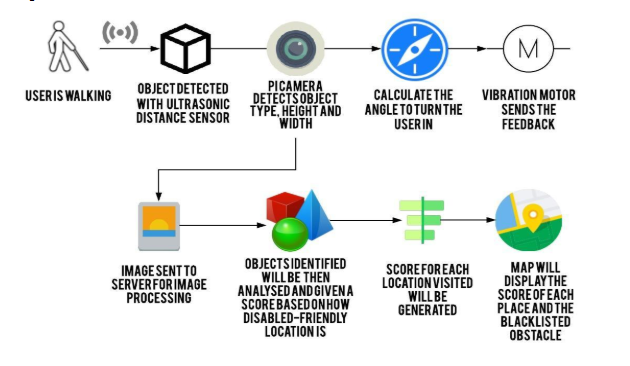 USER IS WALKING
OBJECT DETECTED
WITH ULTRASONIC
DISTANCE SENSOR
PI CAMERA
DETECTS OBJECT
TYPE, HEIGHT AND
WIDTH
CALCULATE THE
ANGLE TO TURN THE
USER IN
M
VIBRATION MOTOR
SENDS THE
FEEDBACK
IMAGE SENT TO
SERVER FOR IMAGE
PROCESSING
OBJECTS IDENTIFIED
WILL BE THEN
ANALYSED AND GIVEN A
SCORE BASED ON HOW
DISABLED-FRIENDLY
LOCATION IS
SCORE FOR EACH
LOCATION VISITED
WILL BE
GENERATED
MAP WILL
DISPLAY THE
SCORE OF EACH
PLACE AND THE
BLACKLISTED
OBSTACLE